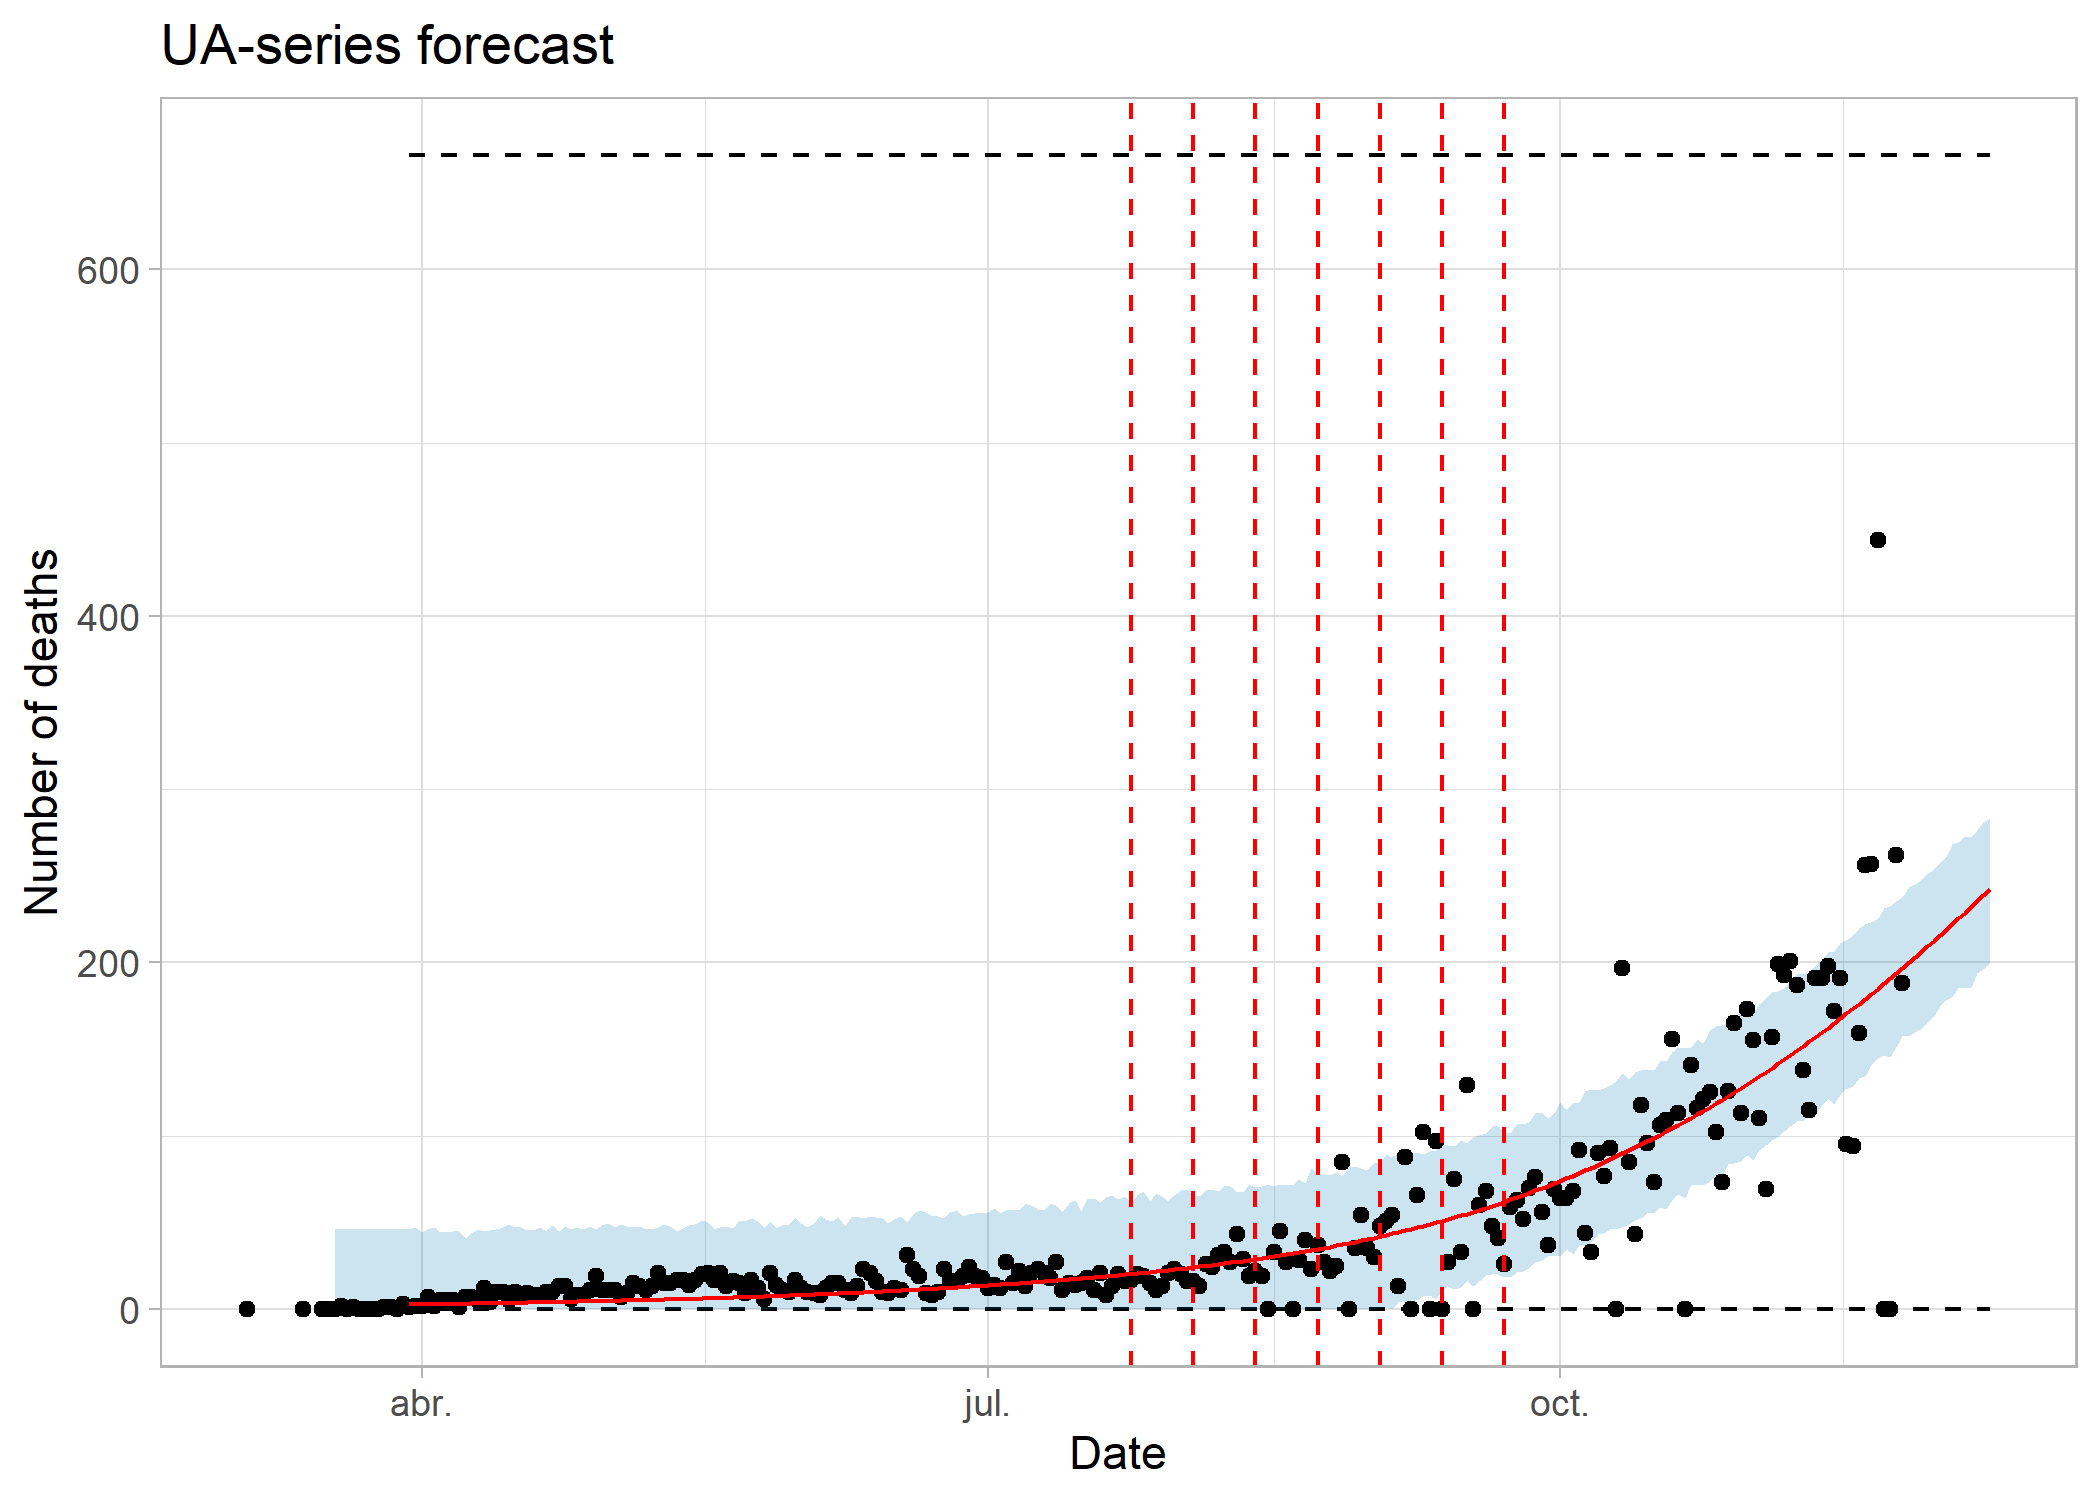 UA-series forecast
Number of deaths
600
400
200
0
abr.
jul.
oct.
Date